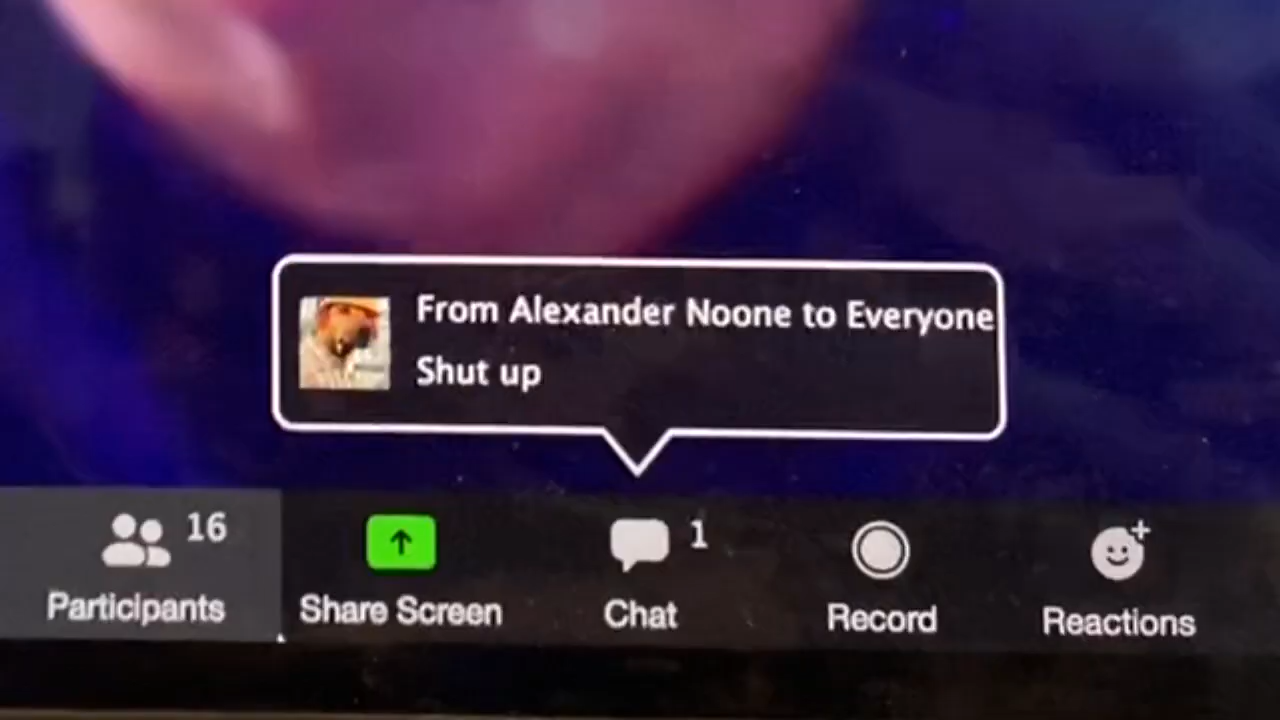 From Alexander Noone to Everyone
Shut up
16
1
Participants
Share Screen
Chat
Record
Reactions